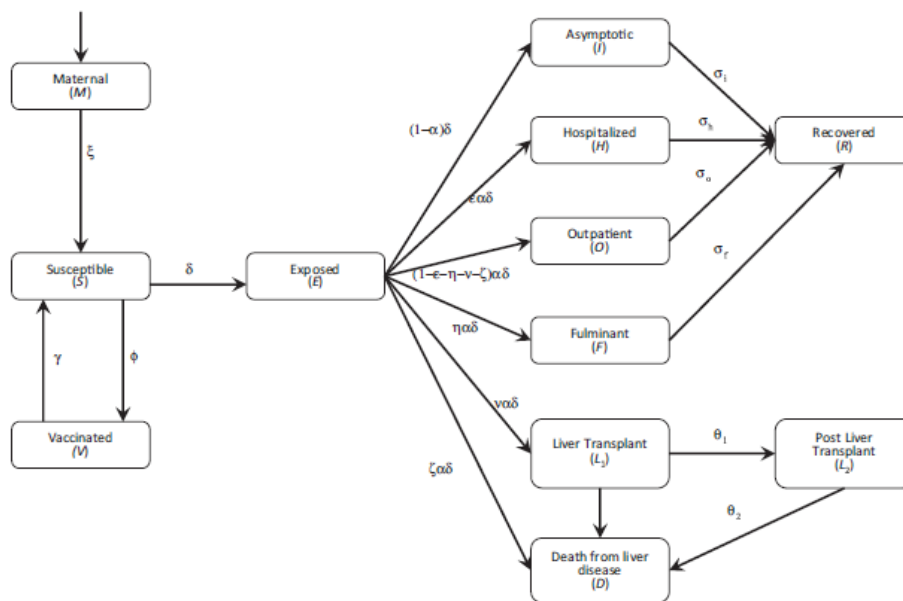 Asymptotic
(I)
Maternal
(M)
σi
(1–α)δ
Hospitalized
(H)
σh
Recovered
(R)
ξ
εαδ
σo
Outpatient
(O)
Susceptible
(S)
δ
Exposed
(E)
(1–ε–η–ν–ζ)αδ
σf
ηαδ
Fulminant
(F)
γ
ϕ
ναδ
Vaccinated
(V)
Liver Transplant
(L1)
θ1
Post Liver
Transplant
(L2)
ζαδ
θ2
Death from liver
disease
(D)